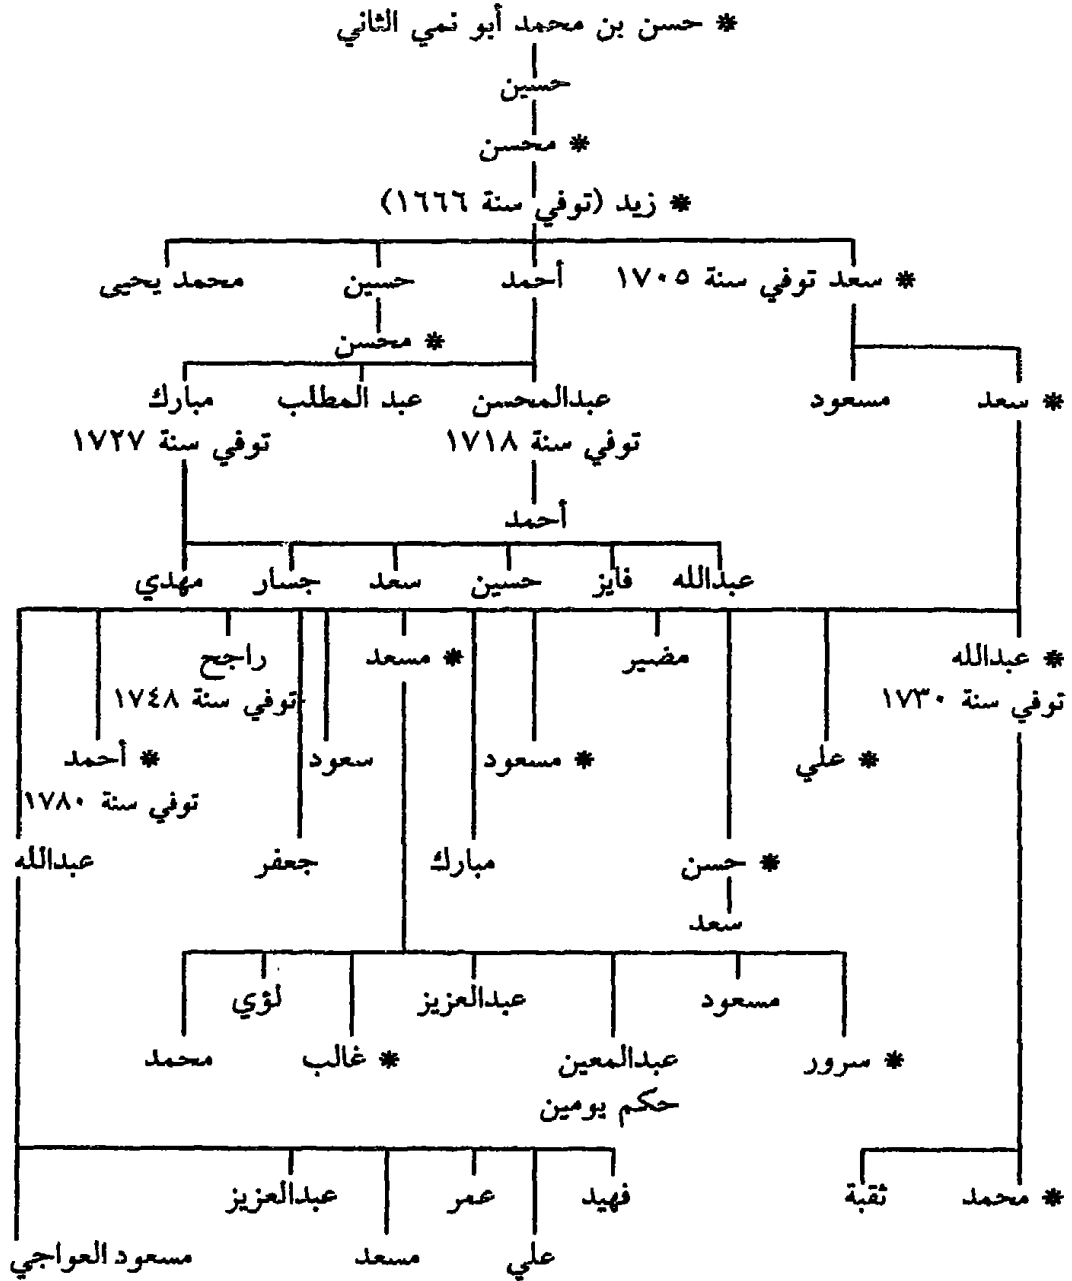 * حسن بن محمد أبو نمي الثاني
حسين
* محسن
* زيد (توفي سنة ١٦٦٦)
* سعد توفي سنة ١٧٠٥ أحمد حسين محمد يحيى
* محسن
* سعد مسعود عبدالمحسن عبد المطلب مبارك
توفي سنة ١٧١٨ توفي سنة ١٧٢٧
أحمد
عبدالله فايز حسين سعد جسار مهدي
* عبدالله مضير * مسعد راجح
توفي سنة ١٧٣٠ توفي سنة ١٧٤٨
* علي * مسعود سعود * أحمد
توفي سنة ١٧٨٠
* حسن مبارك جعفر عبدالله
سعد
مسعود عبدالعزيز لؤي
* سرور عبدالمعين * غالب محمد
حكم يومين
* محمد ثقبة فهيد عمر عبدالعزيز
علي مسعد مسعود العواجي